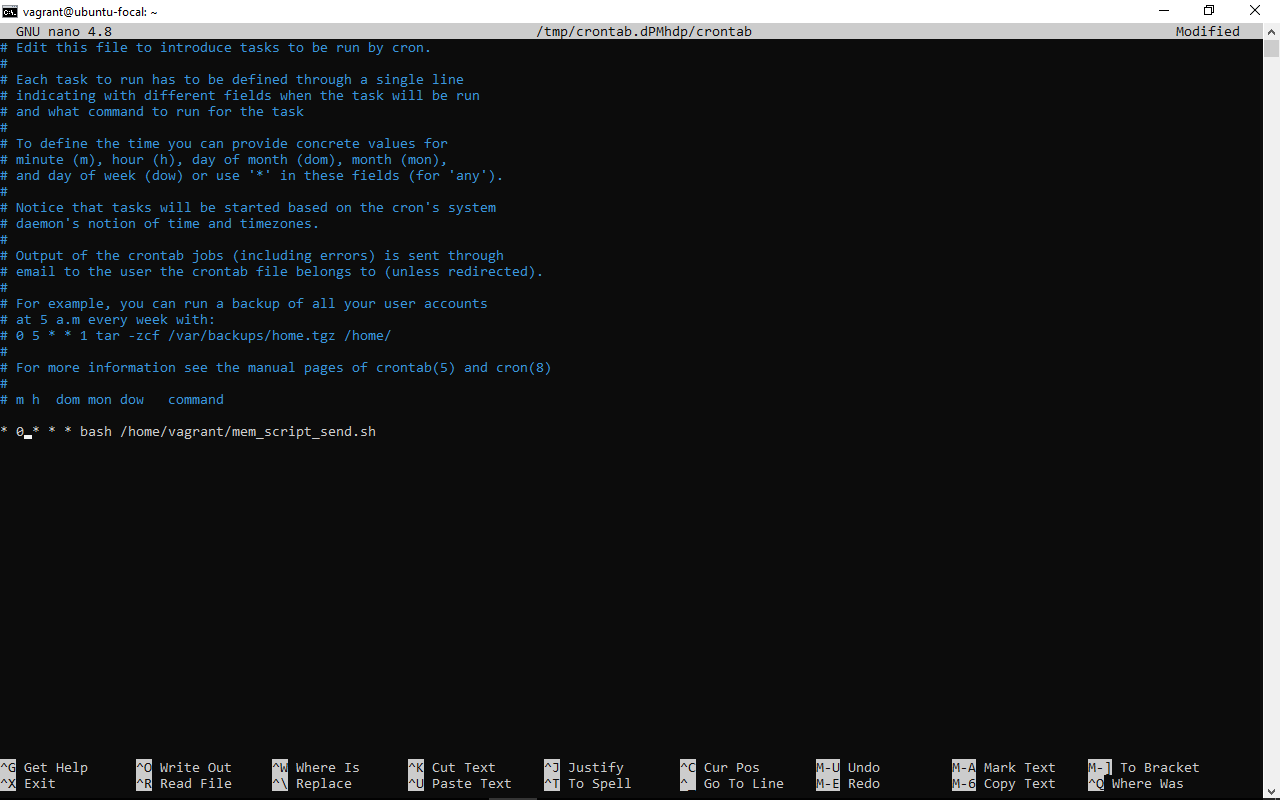 vagrant@ubuntu-focal: ~
GNU nano 4.8 /tmp/crontab.dPMhdp/crontab Modified
# Edit this file to introduce tasks to be run by cron.
#
# Each task to run has to be defined through a single line
# indicating with different fields when the task will be run
# and what command to run for the task
#
# To define the time you can provide concrete values for
# minute (m), hour (h), day of month (dom), month (mon),
# and day of week (dow) or use '*' in these fields (for 'any').
#
# Notice that tasks will be started based on the cron's system
# daemon's notion of time and timezones.
#
# Output of the crontab jobs (including errors) is sent through
# email to the user the crontab file belongs to (unless redirected).
#
# For example, you can run a backup of all your user accounts
# at 5 a.m every week with:
# 0 5 * * 1 tar -zcf /var/backups/home.tgz /home/
#
# For more information see the manual pages of crontab(5) and cron(8)
#
# m h  dom mon dow   command
* 0 * * * bash /home/vagrant/mem_script_send.sh
^G Get Help ^O Write Out ^W Where Is ^K Cut Text ^J Justify ^C Cur Pos M-U Undo M-A Mark Text M-] To Bracket
^X Exit ^R Read File ^\ Replace ^U Paste Text ^T To Spell ^_ Go To Line M-E Redo M-6 Copy Text ^Q Where Was